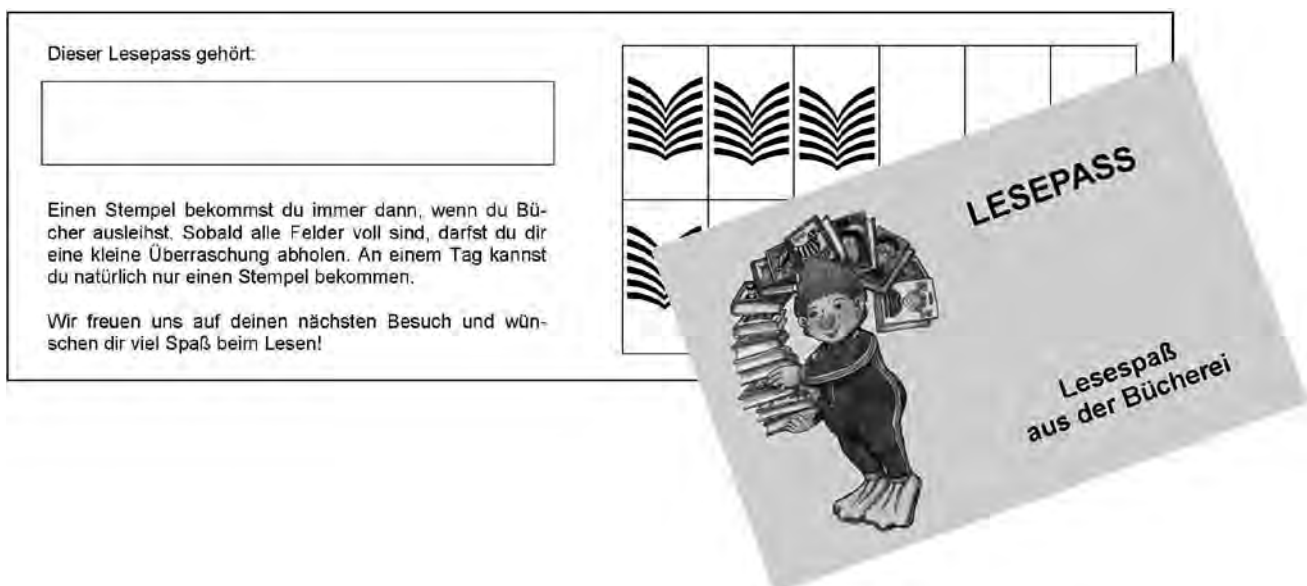 Dieser Lesepass gehört:
Einen Stempel bekommst du immer dann, wenn du Bü-
cher ausleihst. Sobald alle Felder voll sind, darfst du dir
eine kleine Überraschung abholen. An einem Tag kannst
du natürlich nur einen Stempel bekommen.
Wir freuen uns auf deinen nächsten Besuch und wün-
schen dir viel Spaß beim Lesen!
LESEPASS
Lesespaß
aus der Bücherei